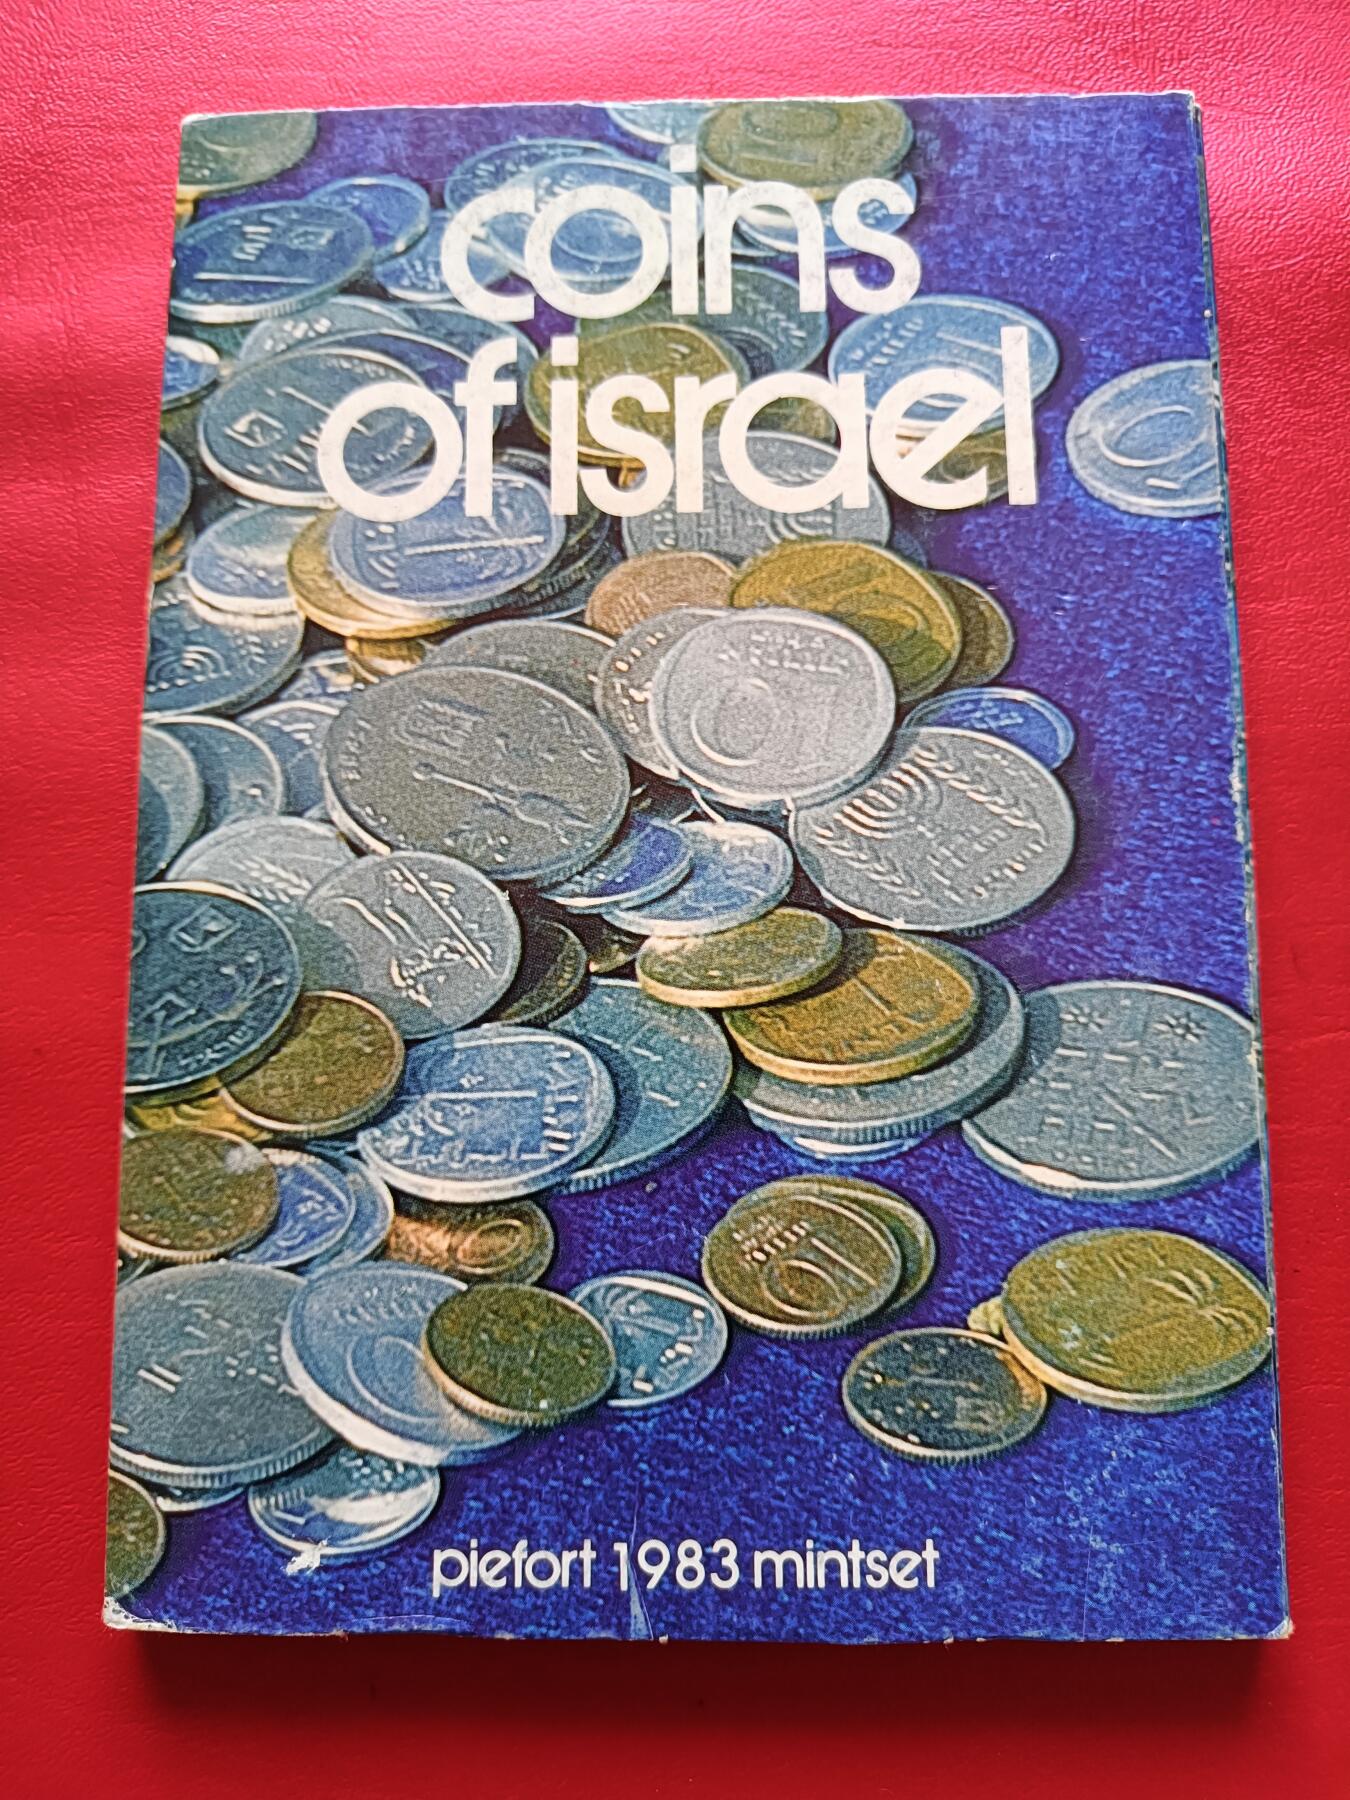 coins
of israel
piefort 1983 mintset